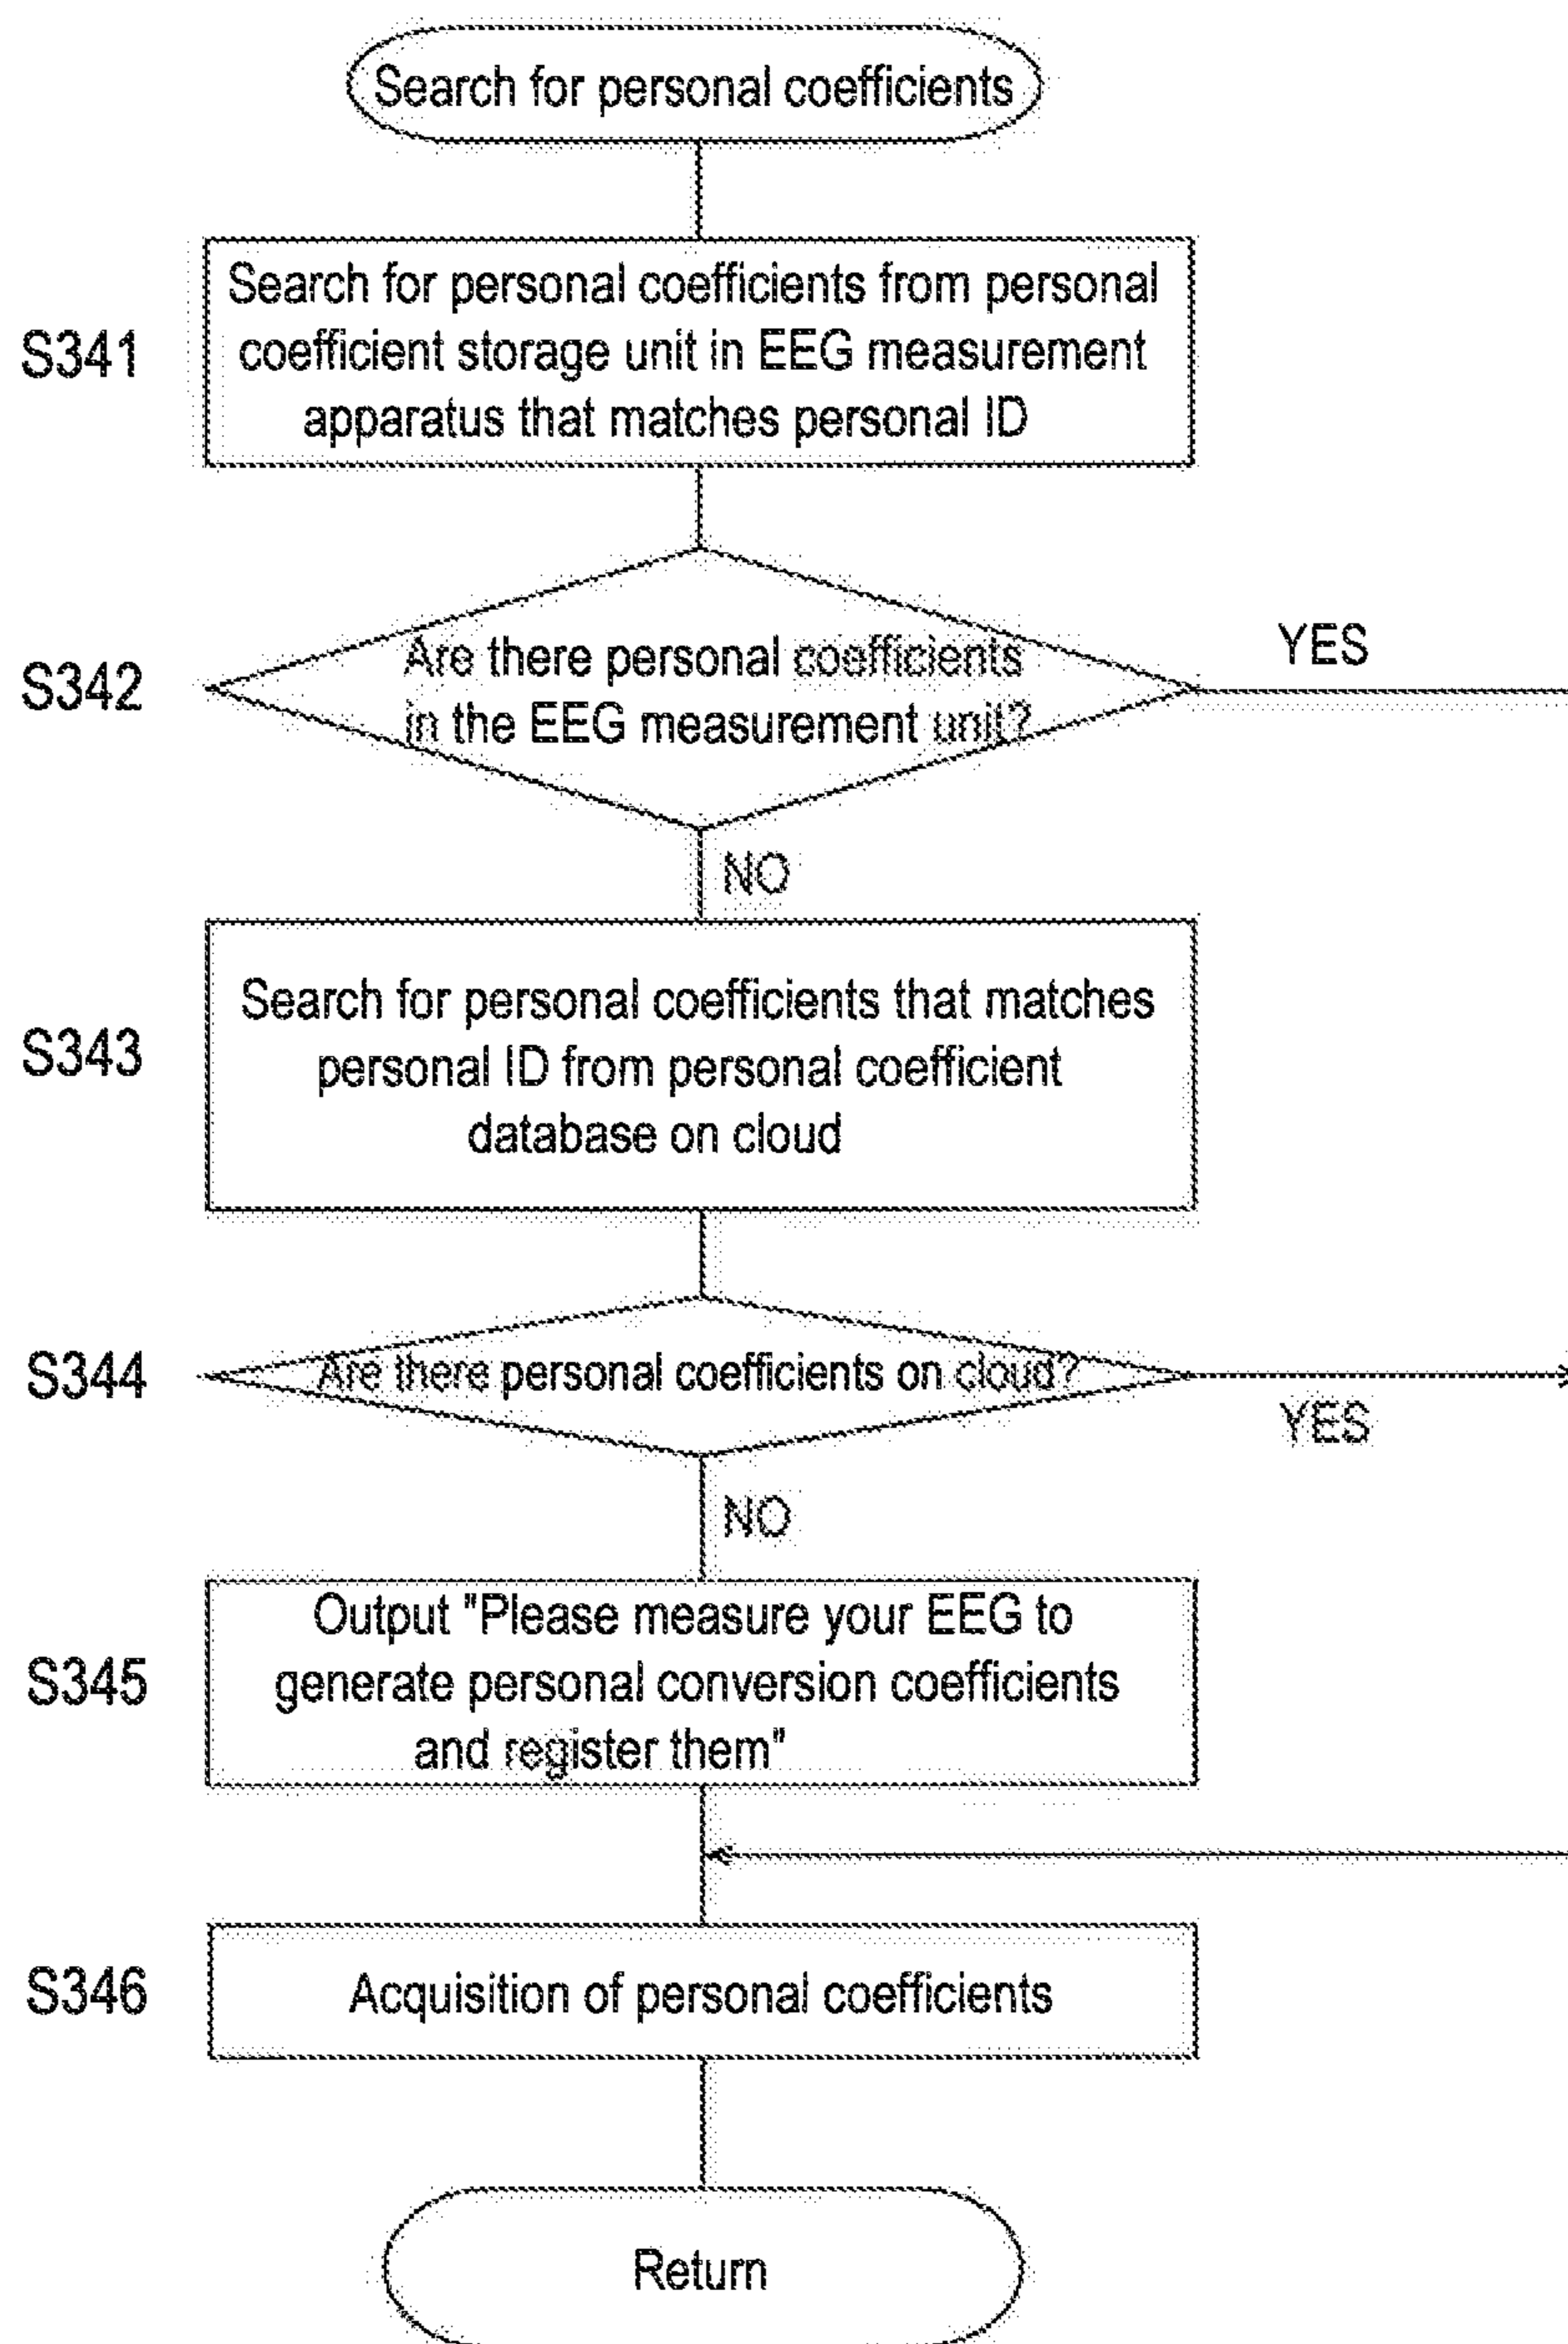 Search for personal coefficients
S341
Search for personal coefficients from personal
coefficient storage unit in EEG measurement
apparatus that matches personal ID
S342
Are there personal coefficients
in the EEG measurement unit?
YES
NO
S343
Search for personal coefficients that matches
personal ID from personal coefficient
database on cloud
S344
Are there personal coefficients on cloud?
YES
NO
S345
Output "Please measure your EEG to
generate personal conversion coefficients
and register them"
S346
Acquisition of personal coefficients
Return